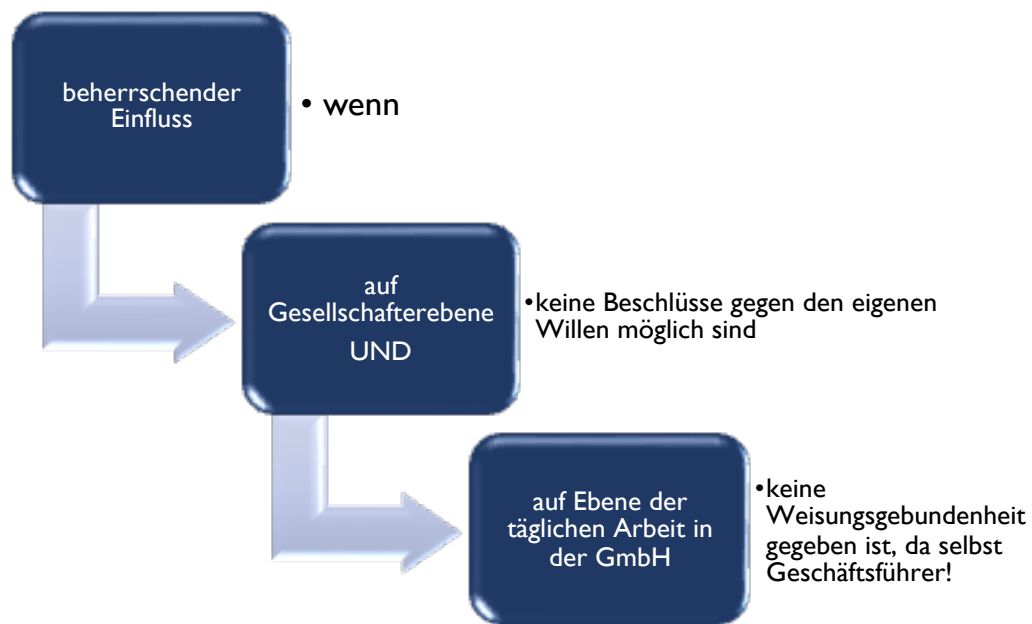 beherrschender
Einfluss
• wenn
auf
Gesellschafterebene
UND
•keine Beschlüsse gegen den eigenen
Willen möglich sind
auf Ebene der
täglichen Arbeit in
der GmbH
•keine
Weisungsgebundenheit
gegeben ist, da selbst
Geschäftsführer!